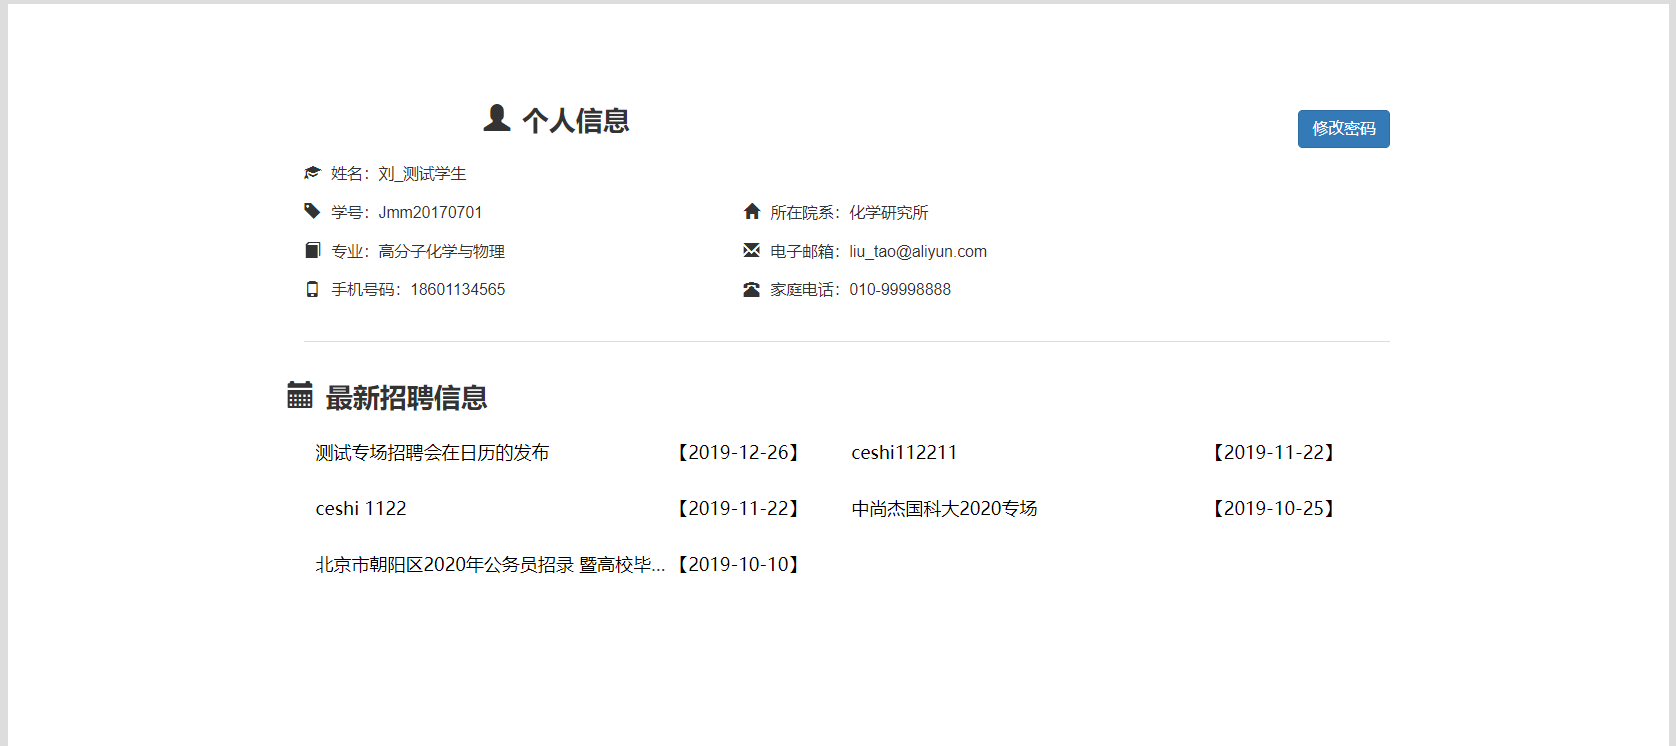 个人信息
修改密码
姓名：刘_测试学生
学号：Jmm20170701 所在院系：化学研究所
专业：高分子化学与物理 电子邮箱：liu_tao@aliyun.com
手机号码：18601134565 家庭电话：010-99998888
最新招聘信息
测试专场招聘会在日历的发布 【2019-12-26】 ceshi112211 【2019-11-22】
ceshi 1122 【2019-11-22】 中尚杰国科大2020专场 【2019-10-25】
北京市朝阳区2020年公务员招录 暨高校毕... 【2019-10-10】